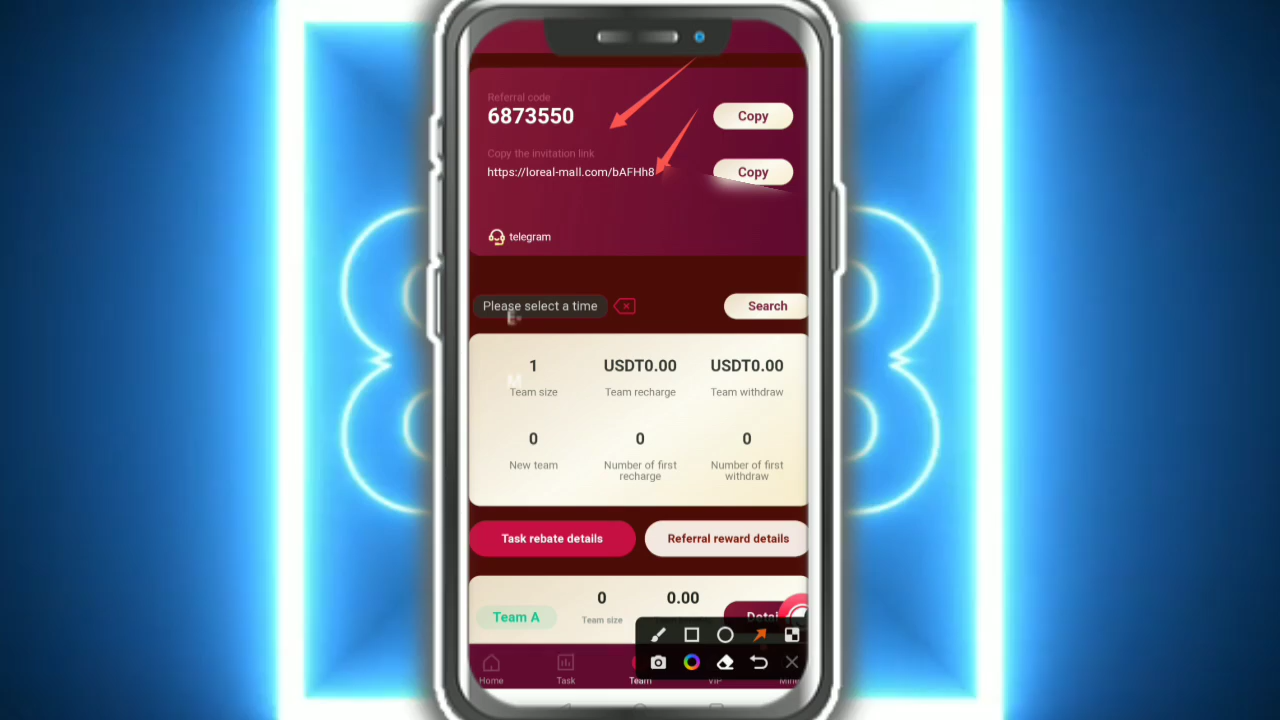 Referral code
6873550
Copy
Copy the invitation link
https://loreal-mall.com/bAFHh8
Copy
telegram
Please select a time
Search
1
USDT0.00
USDT0.00
Team size
Team recharge
Team withdraw
0
0
0
New team
Number of first
recharge
Number of first
withdraw
Task rebate details
Referral reward details
Team A
0
0.00
Team size
Home
Task
Team
VIP
Mine